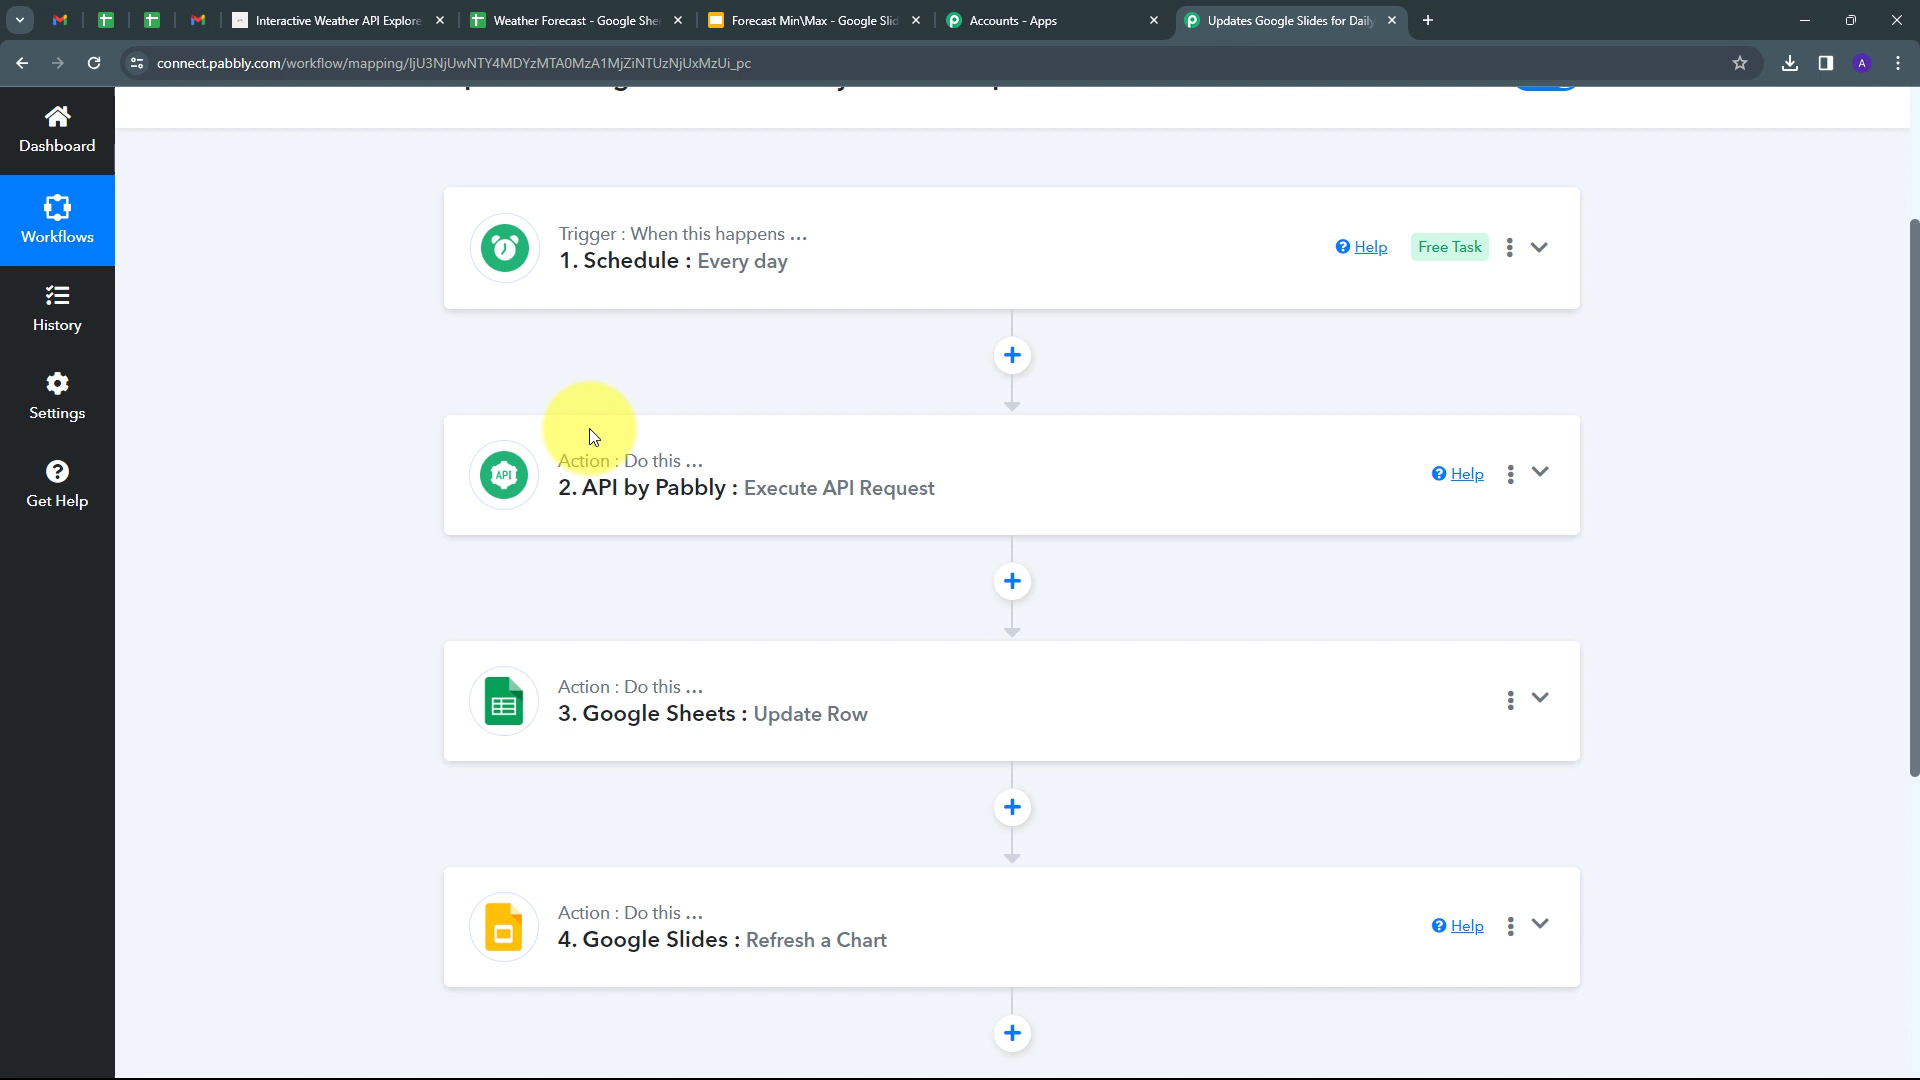 Interactive Weather API Explore
Weather Forecast - Google She
Forecast Min\Max - Google Slid
Accounts - Apps
Updates Google Slides for Daily
connect.pabbly.com/workflow/mapping/IjU3NjUwNTY4MDYzMTA0MzA1MjZiNTUzNjUxMzUi_pc
A
Dashboard
Workflows
History
Settings
Get Help
Trigger : When this happens ...
1. Schedule : Every day
Help
Free Task
Action : Do this ...
API
2. API by Pabbly : Execute API Request
Help
Action : Do this ...
3. Google Sheets : Update Row
Action : Do this ...
4. Google Slides : Refresh a Chart
Help